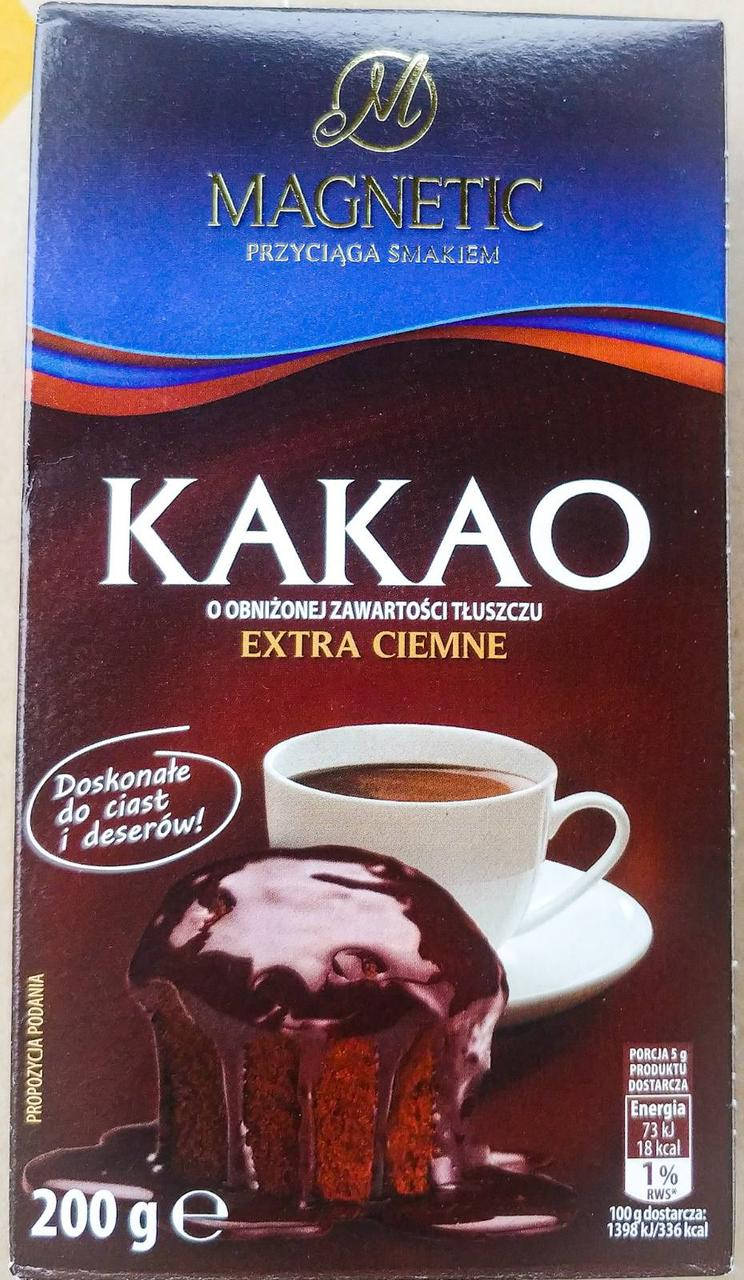 M
MAGNETIC
PRZYCIĄGA SMAKIEM
KAKAO
O OBNIŻONEJ ZAWARTOŚCI TŁUSZCZU
EXTRA CIEMNE
Doskonałe
do ciast
i deserów!
PROPOZYCJA PODANIA
PORCJA 5 g
PRODUKTU
DOSTARCZA
Energia
73 kJ
18 kcal
1%
RWS*
100 g dostarcza:
1398 kJ/336 kcal
200 g ℮